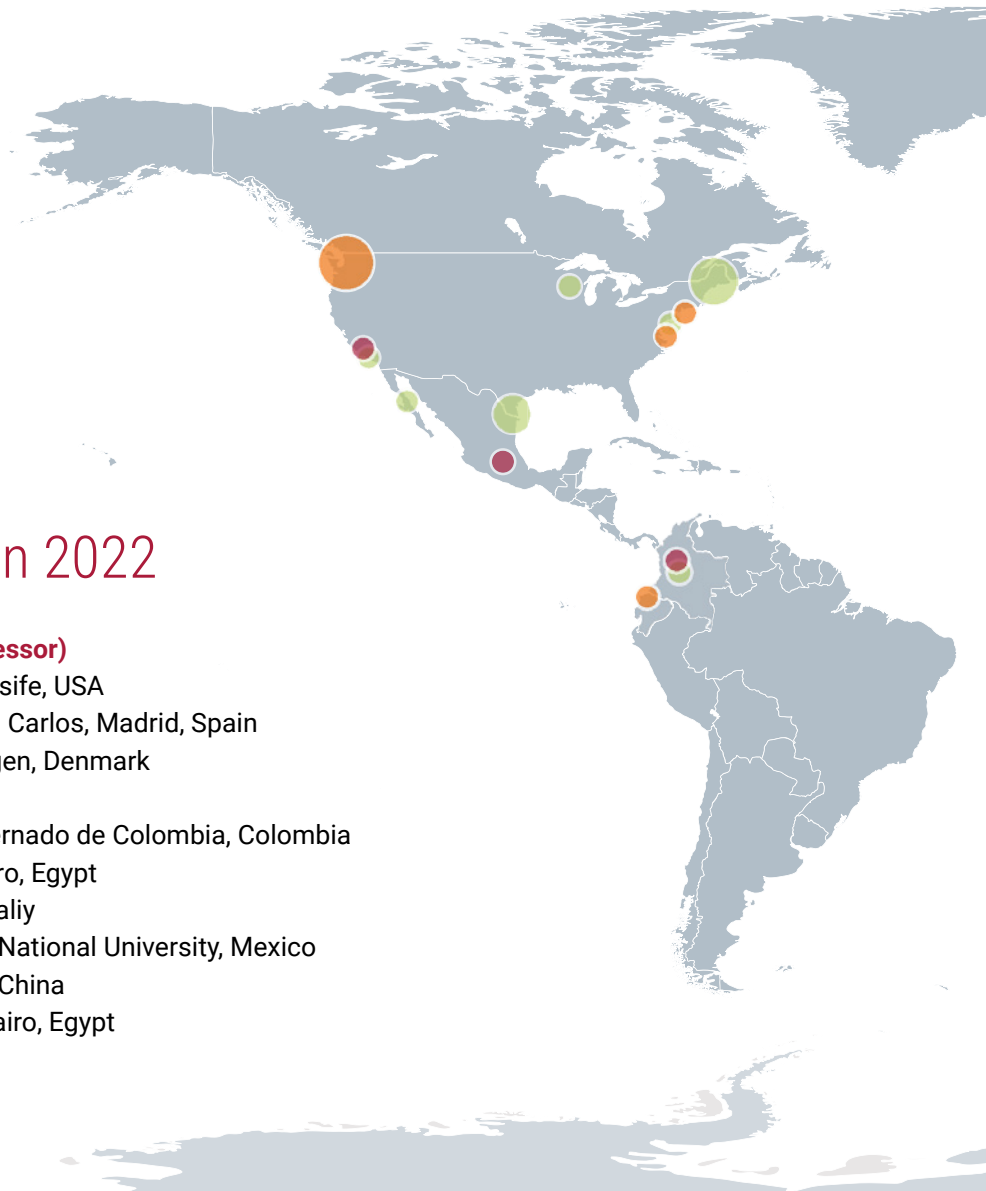 n 2022
essor)
sife, USA
Carlos, Madrid, Spain
gen, Denmark
rnado de Colombia, Colombia
ro, Egypt
aliy
National University, Mexico
China
airo, Egypt